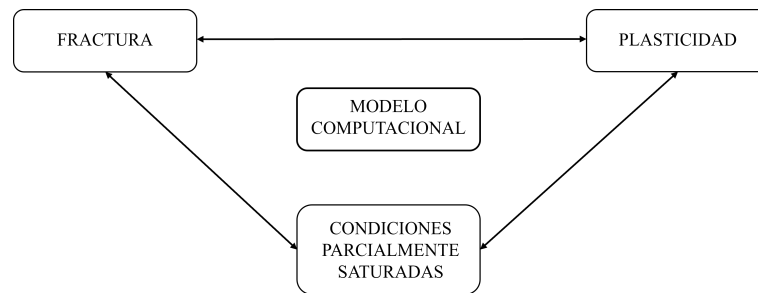 FRACTURA
PLASTICIDAD
MODELO
COMPUTACIONAL
CONDICIONES
PARCIALMENTE
SATURADAS